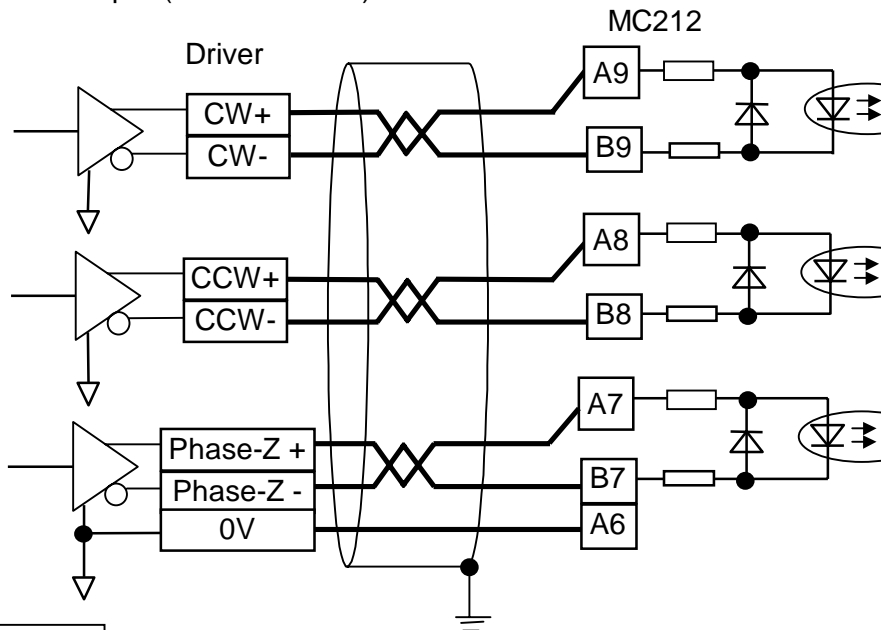 MC212
Driver
A9
CW+
CW-
B9
A8
CCW+
CCW-
B8
A7
Phase-Z +
Phase-Z -
B7
0V
A6